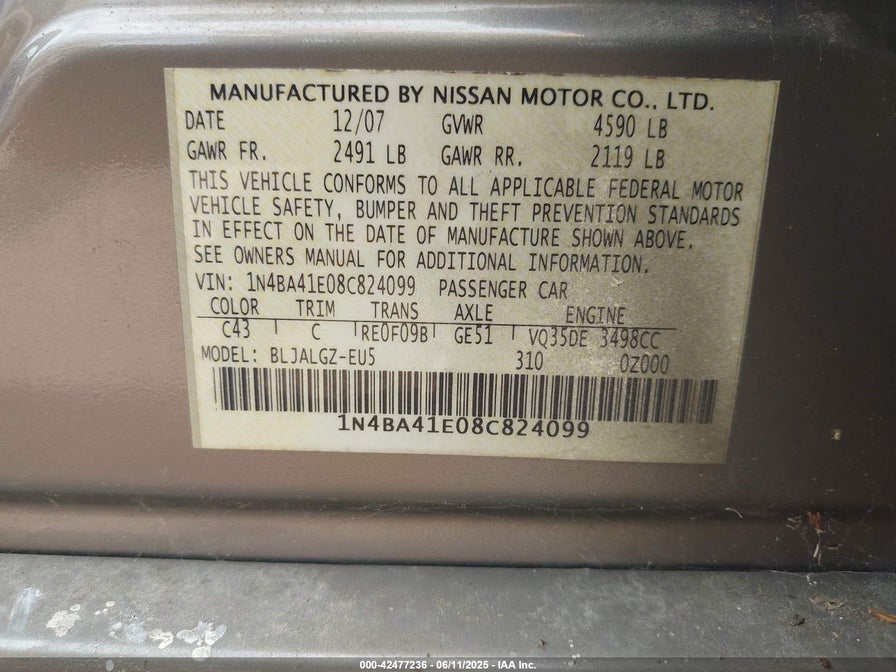 MANUFACTURED BY NISSAN MOTOR CO., LTD.
DATE 12/07 GVWR 4590 LB
GAWR FR. 2491 LB GAWR RR. 2119 LB
THIS VEHICLE CONFORMS TO ALL APPLICABLE FEDERAL MOTOR
VEHICLE SAFETY, BUMPER AND THEFT PREVENTION STANDARDS
IN EFFECT ON THE DATE OF MANUFACTURE SHOWN ABOVE.
SEE OWNERS MANUAL FOR ADDITIONAL INFORMATION.
VIN: 1N4BA41E08C824099 PASSENGER CAR
COLOR TRIM TRANS AXLE ENGINE
C43 C RE0F09B GE51 VQ35DE 3498CC
MODEL: BLJALGZ-EU5 310 0Z000
1N4BA41E08C824099
000-42477236 - 06/11/2025 - IAA Inc.